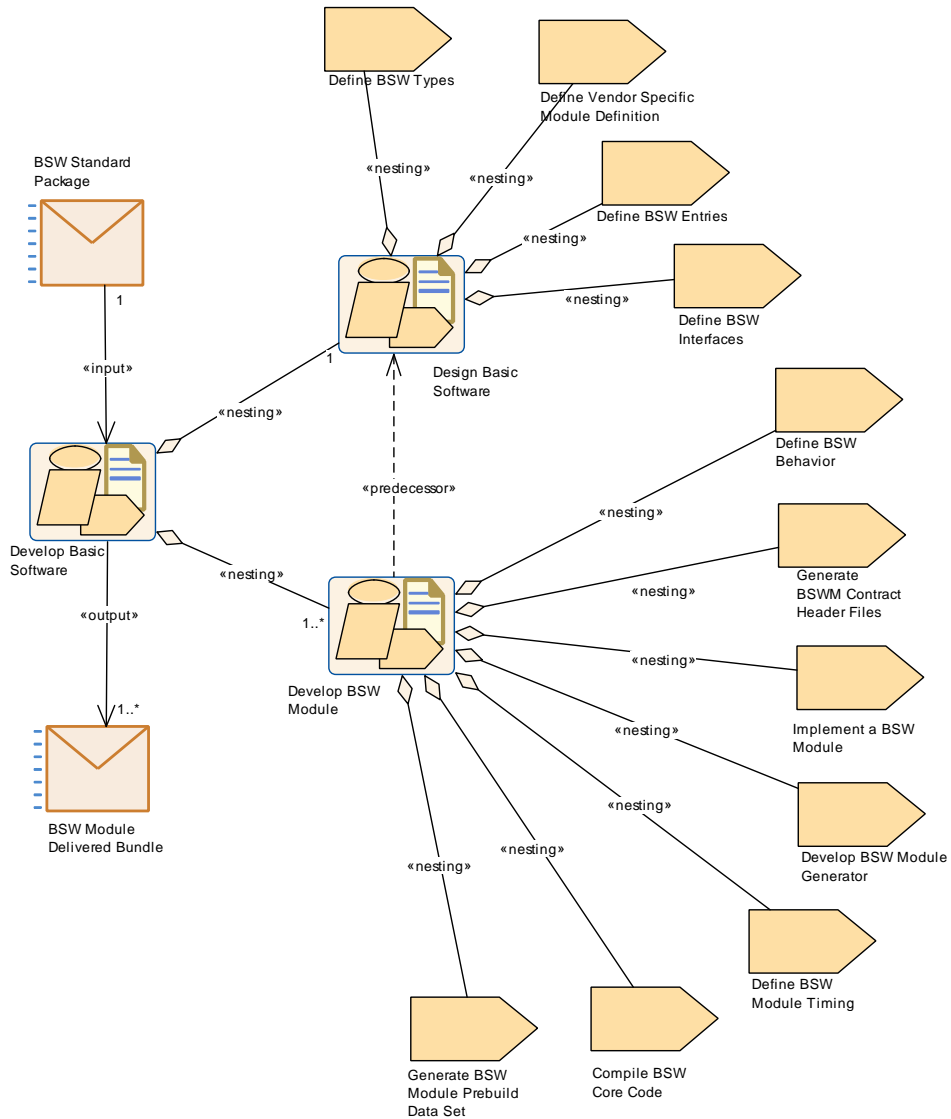 Define BSW Types
Define Vendor Specific
Module Definition
«nesting»
«nesting»
BSW Standard
Package
Define BSW Entries
«nesting»
«nesting»
1
Define BSW
Interfaces
«input»
1
Design Basic
Software
«nesting»
Define BSW
Behavior
«predecessor»
«nesting»
Develop Basic
Software
«nesting»
Generate
BSWM Contract
Header Files
«nesting»
«output»
1..*
«nesting»
Develop BSW
Module
1..*
Implement a BSW
Module
«nesting»
«nesting»
BSW Module
Delivered Bundle
«nesting»
«nesting»
Develop BSW Module
Generator
Define BSW
Module Timing
Generate BSW
Module Prebuild
Data Set
Compile BSW
Core Code